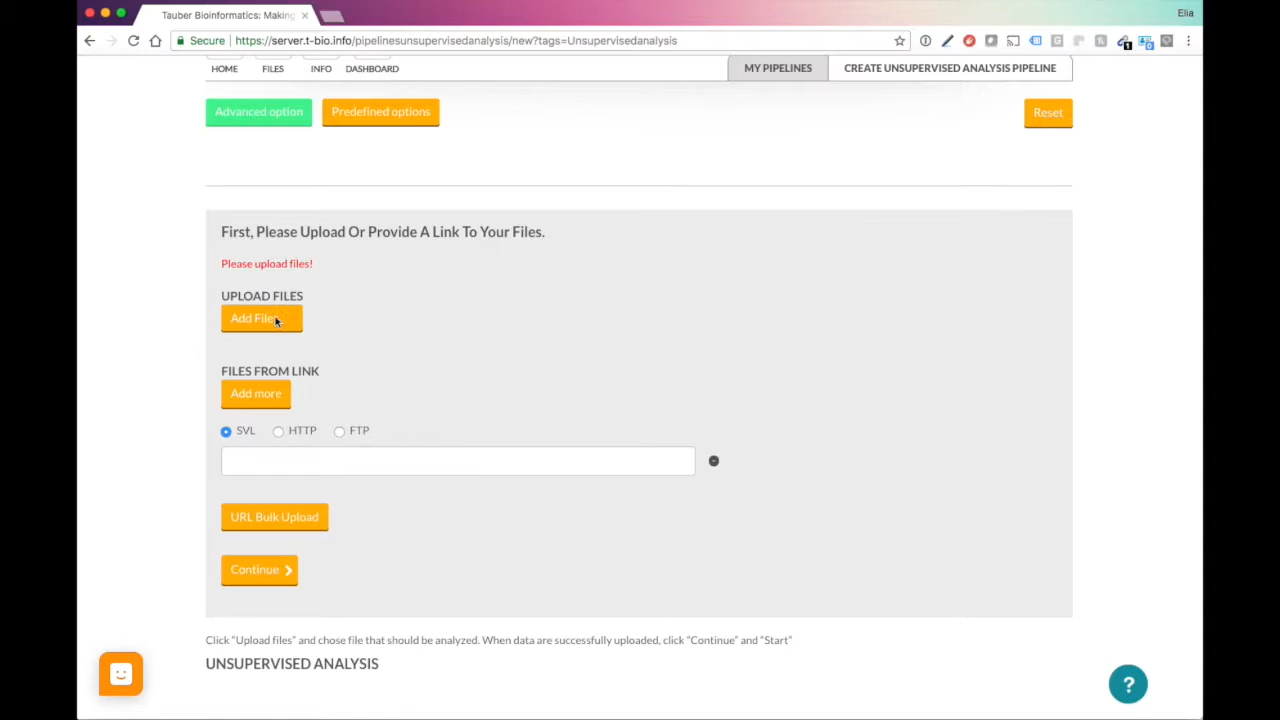 Tauber Bioinformatics: Making
Elia
Secure https://server.t-bio.info/pipelinesunsupervisedanalysis/new?tags=Unsupervisedanalysis
HOME FILES INFO DASHBOARD MY PIPELINES CREATE UNSUPERVISED ANALYSIS PIPELINE
Advanced option Predefined options Reset
First, Please Upload Or Provide A Link To Your Files.
Please upload files!
UPLOAD FILES
Add Files
FILES FROM LINK
Add more
SVL HTTP FTP
URL Bulk Upload
Continue
Click "Upload files" and chose file that should be analyzed. When data are successfully uploaded, click "Continue" and "Start"
UNSUPERVISED ANALYSIS
?